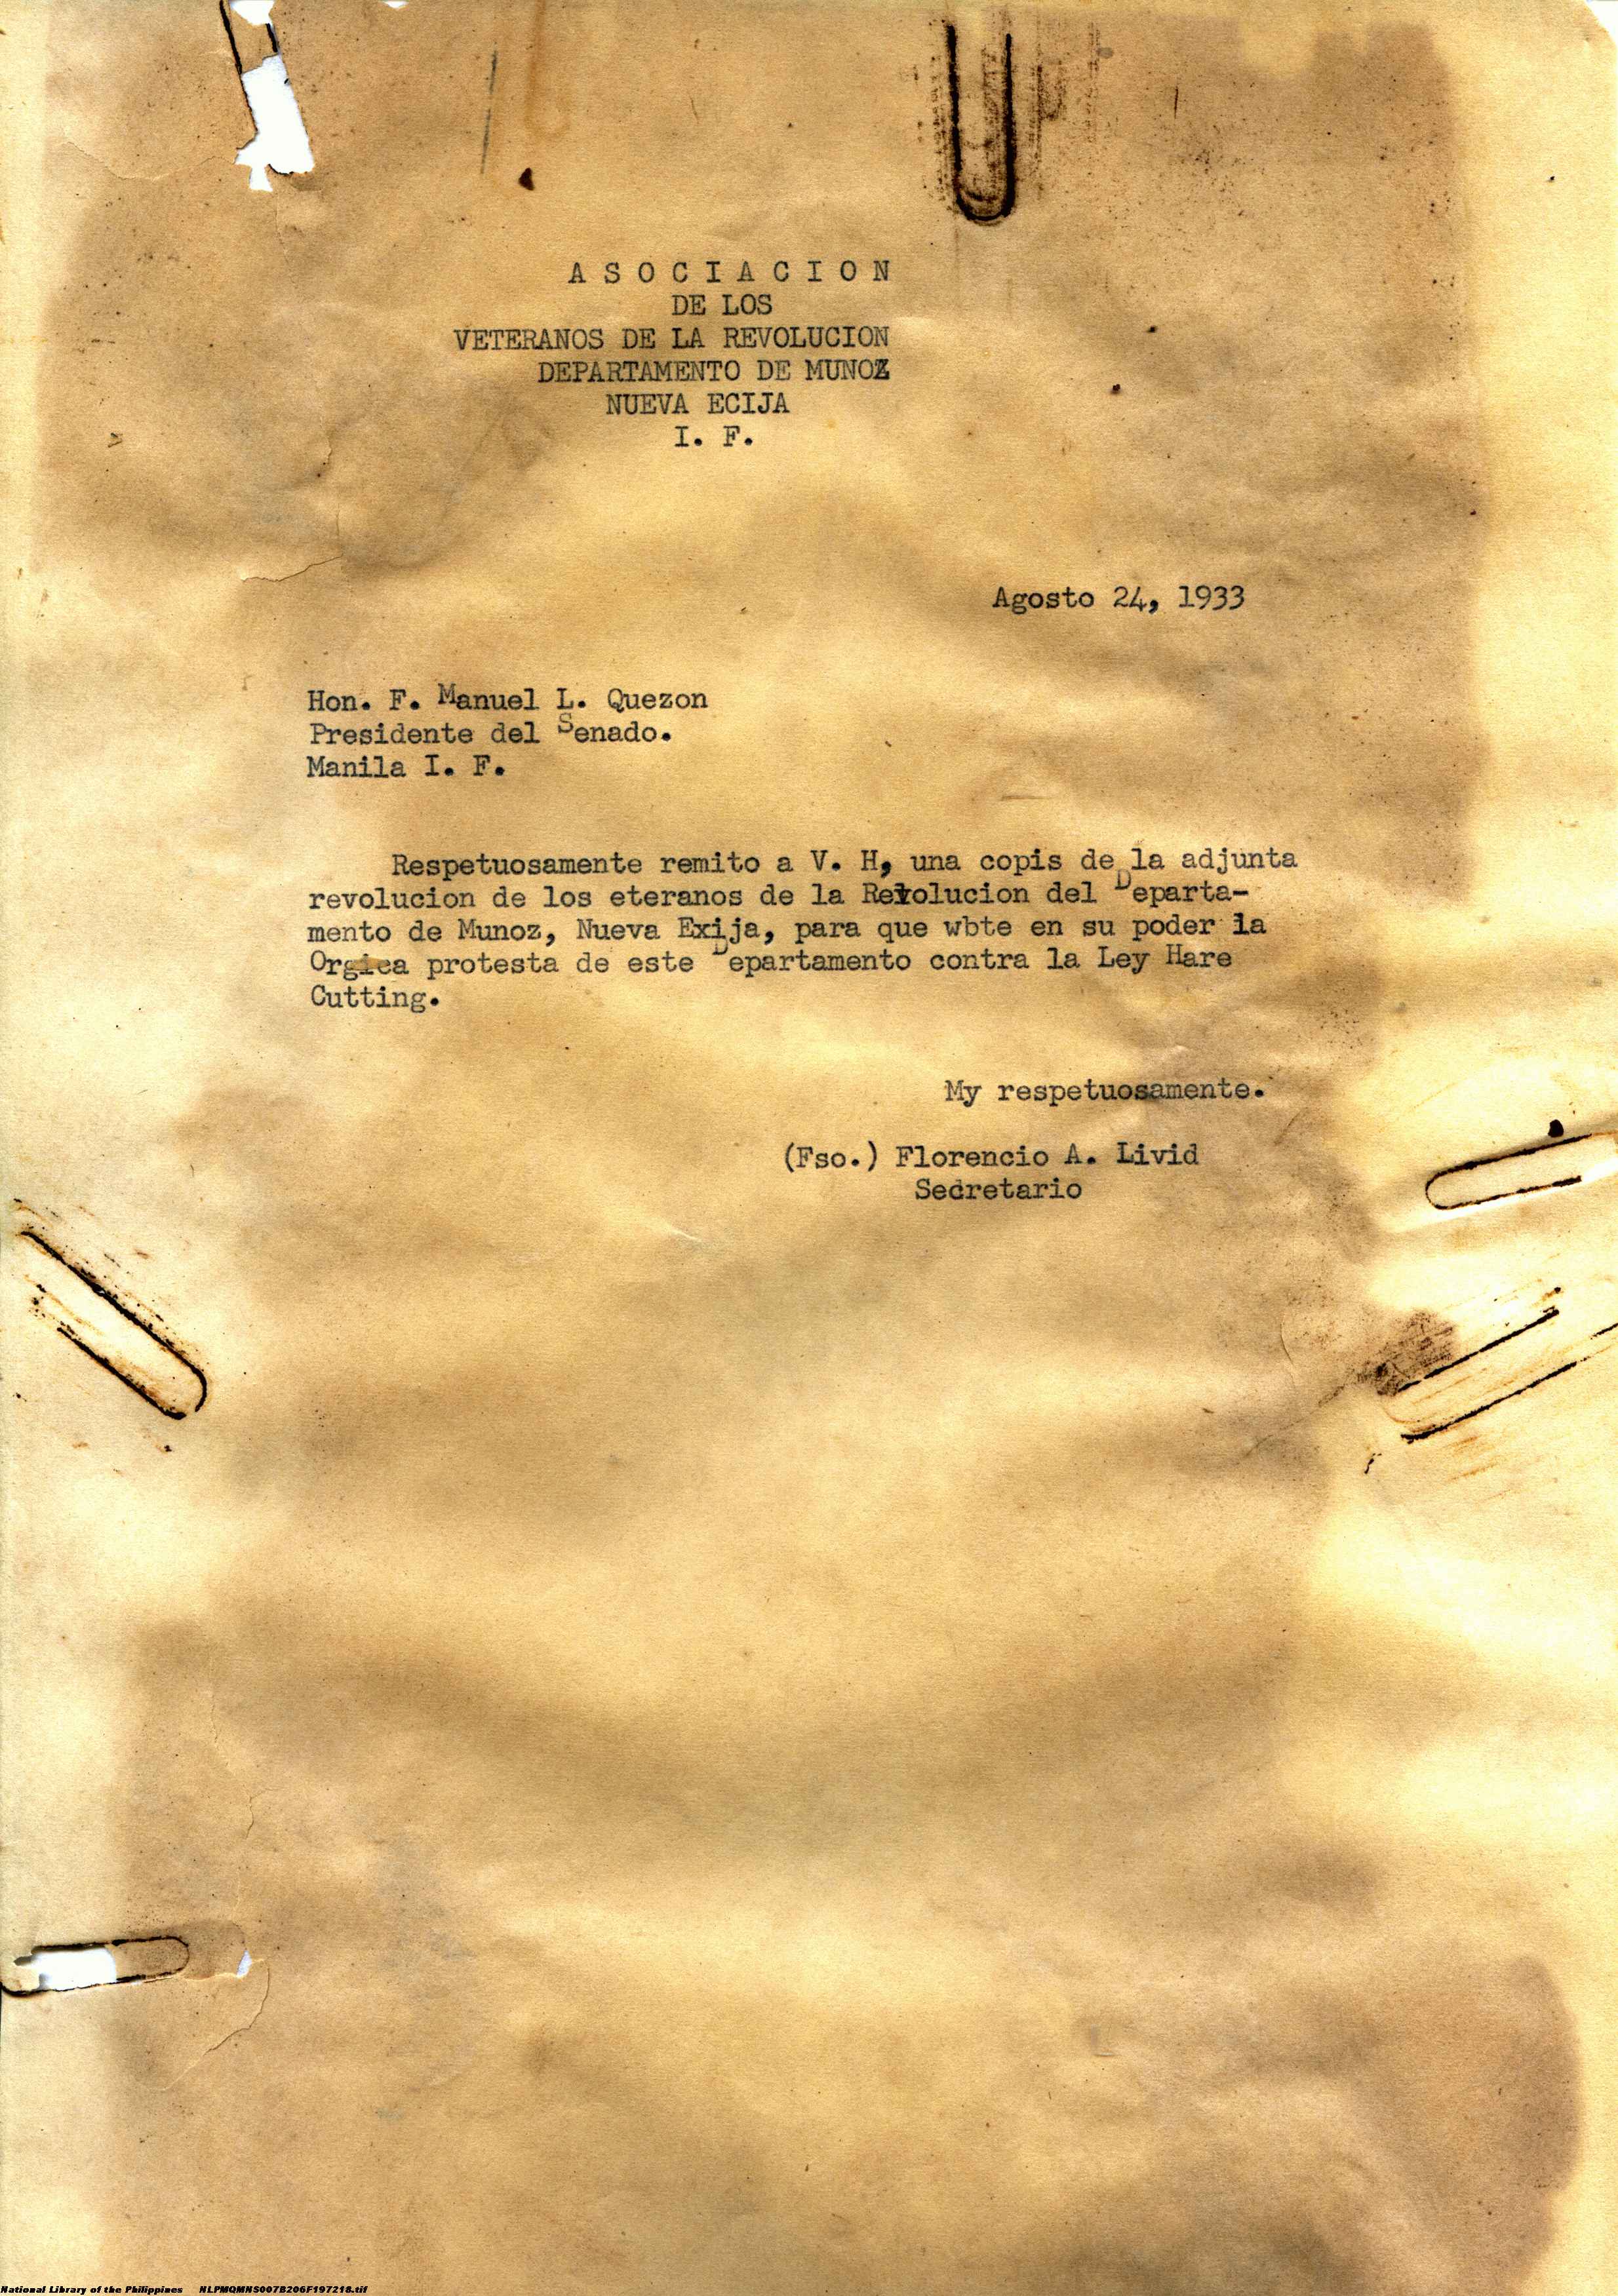 A S O C I A C I O N
DE LOS
VETERANOS DE LA REVOLUCION
DEPARTAMENTO DE MUNOZ
NUEVA ECIJA
I. F.
Agosto 24, 1933
Hon. F. Manuel L. Quezon
Presidente del Senado.
Manila I. F.
Respetuosamente remito a V. H, una copis de la adjunta
revolucion de los eteranos de la Revolucion del Departa-
mento de Munoz, Nueva Exija, para que wbte en su poder la
protesta de este Departamento contra la Ley Hare
Cutting.
My respetuosamente.
(Fso.) Florencio A. Livid
Secretario
National Library of the Philippines NLPMQMNS007B206F197218.tif